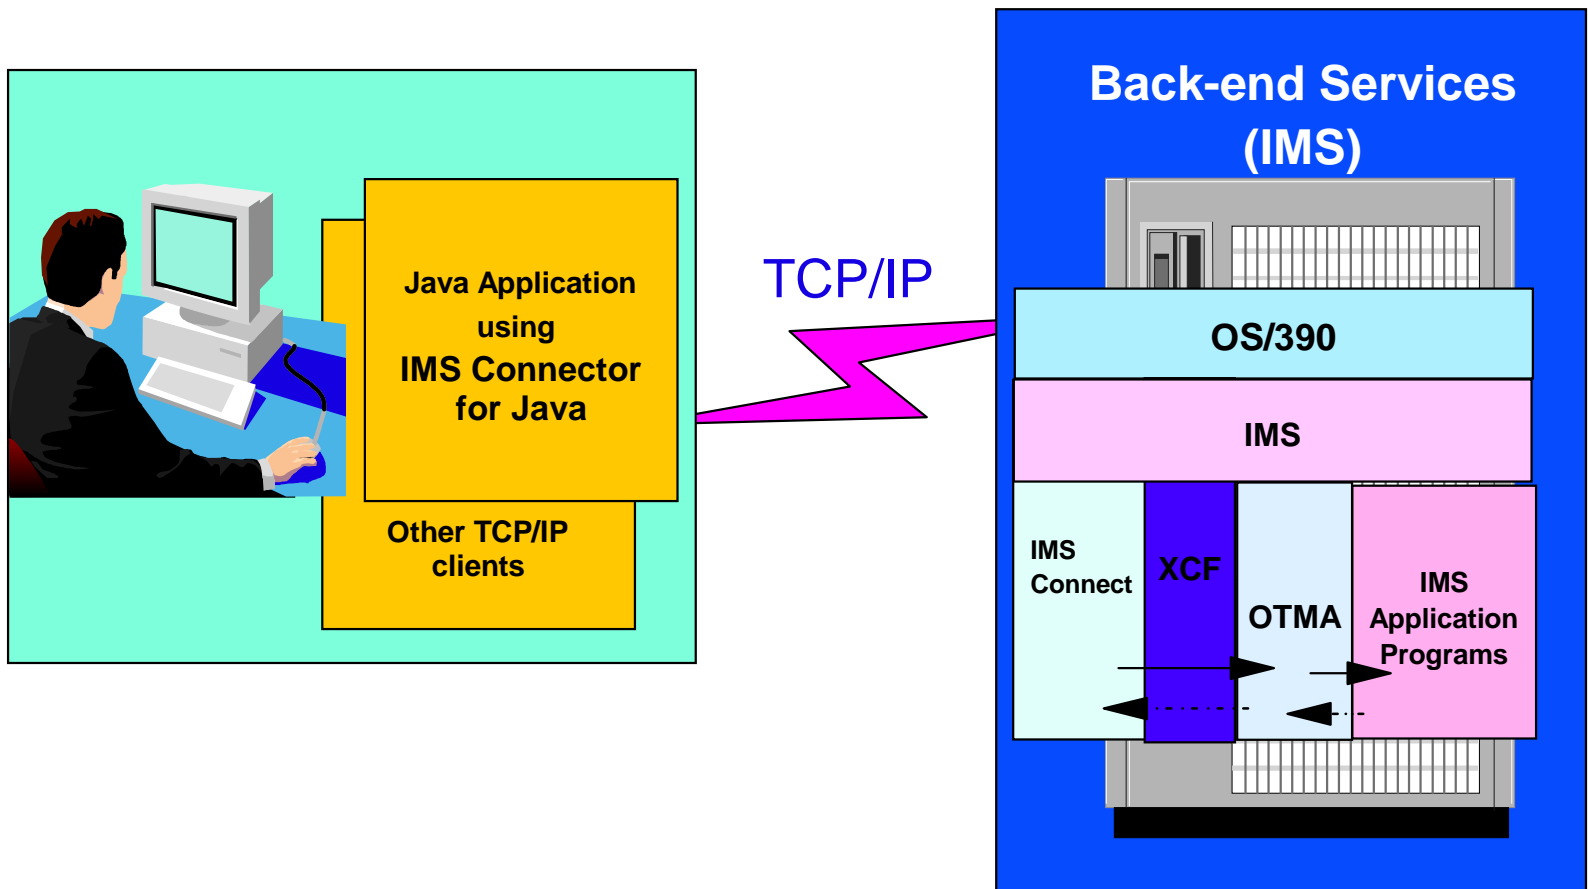 Back-end Services
(IMS)
Java Application
using
IMS Connector
for Java
Other TCP/IP
clients
TCP/IP
OS/390
IMS
IMS
Connect
XCF
OTMA
IMS
Application
Programs